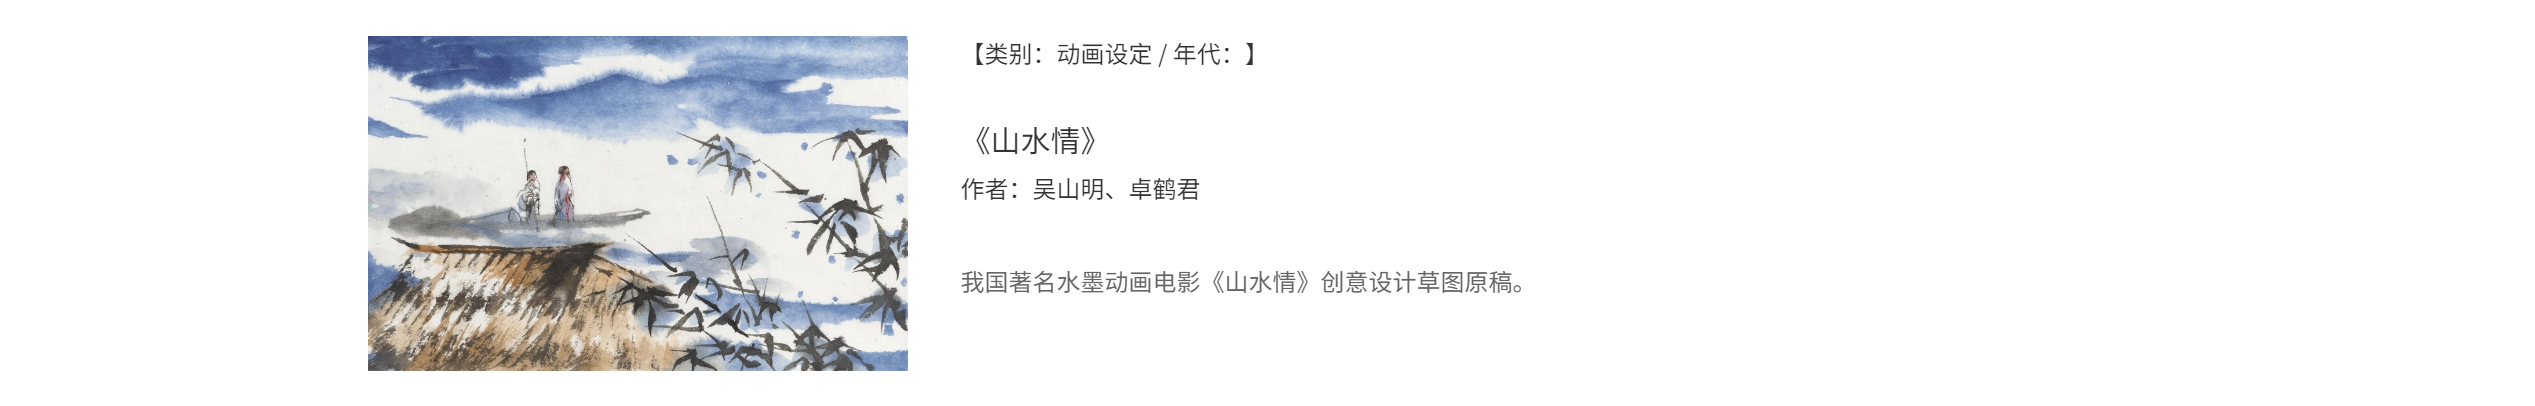 【类别：动画设定 / 年代：】
《山水情》
作者：吴山明、卓鹤君
我国著名水墨动画电影《山水情》创意设计草图原稿。